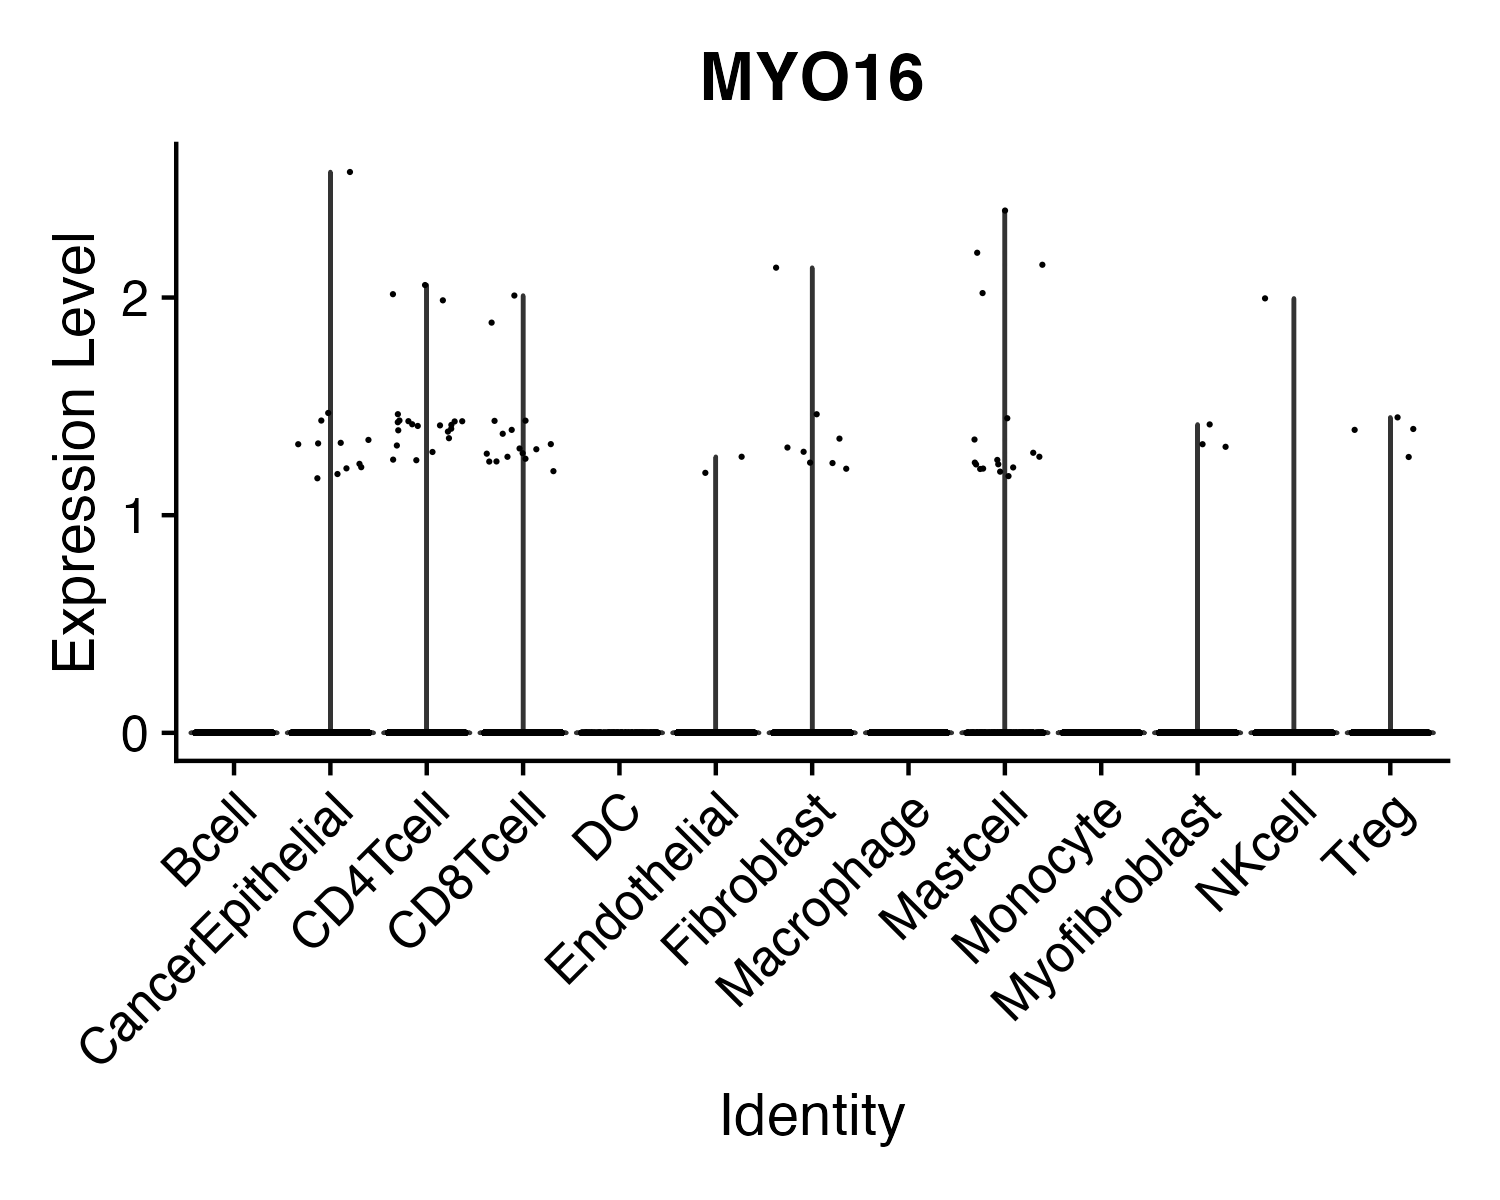 MYO16
Expression Level
2
1
0
Bcell
CancerEpithelial
CD4Tcell
CD8Tcell
DC
Endothelial
Fibroblast
Macrophage
Mastcell
Monocyte
Myofibroblast
NKcell
Treg
Identity